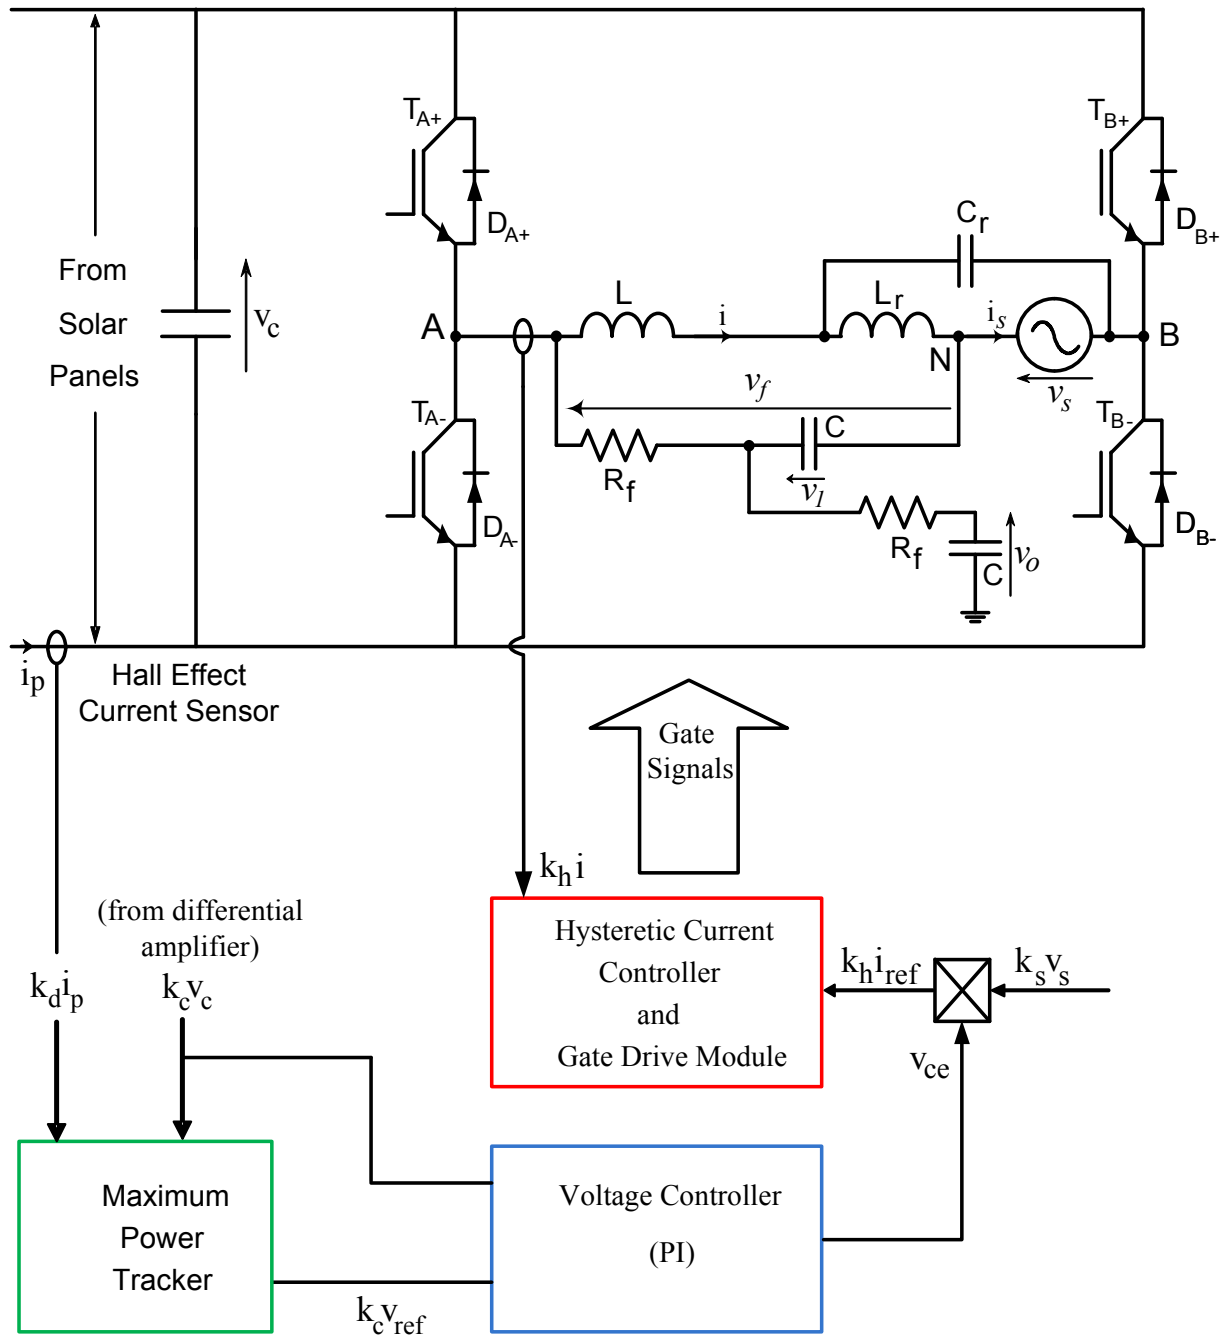 T_A+
T_B+
D_A+
D_B+
C_r
From
Solar
Panels
v_c
A
L
i
L_r
N
i_s
B
v_f
v_s
T_A-
T_B-
C
R_f
v_1
D_A-
D_B-
R_f
C
v_o
i_p
Hall Effect
Current Sensor
Gate
Signals
k_h i
(from differential
amplifier)
k_d i_p
k_c v_c
Hysteretic Current
Controller
and
Gate Drive Module
k_h i_ref
k_s v_s
v_ce
Maximum
Power
Tracker
Voltage Controller
(PI)
k_c v_ref